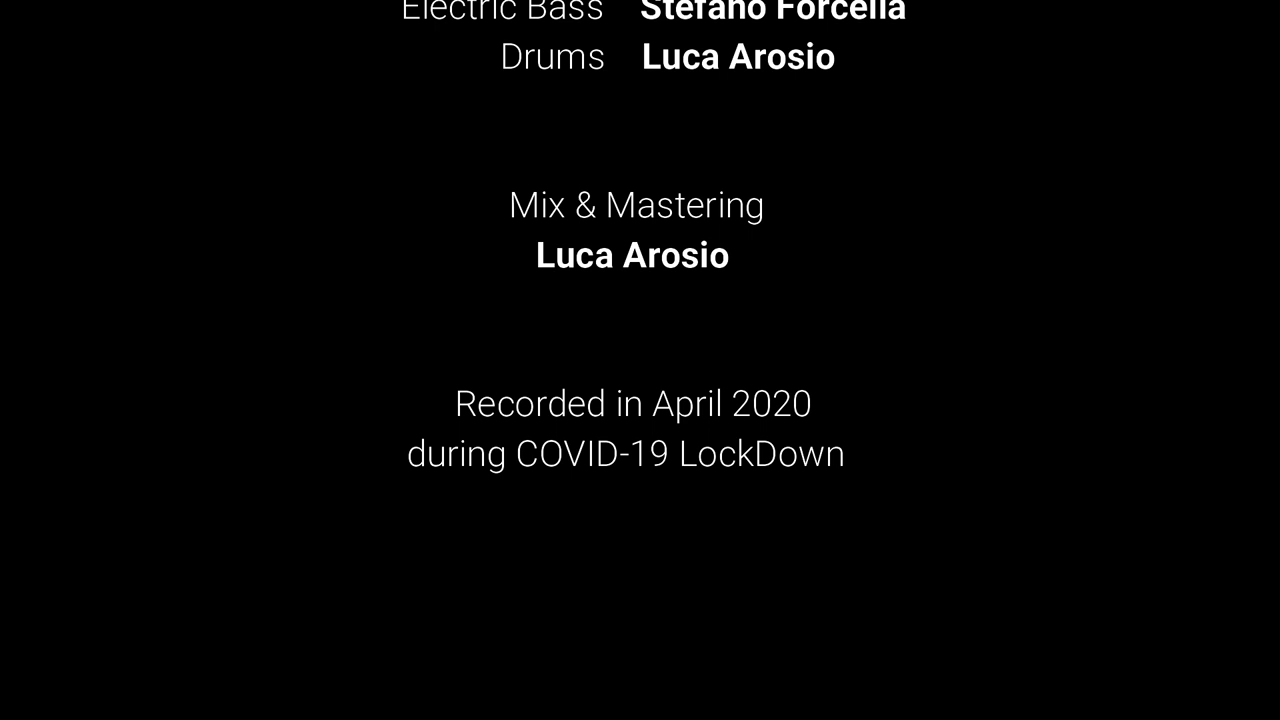 Electric Bass Stefano Forcella
Drums Luca Arosio
Mix & Mastering
Luca Arosio
Recorded in April 2020
during COVID-19 LockDown